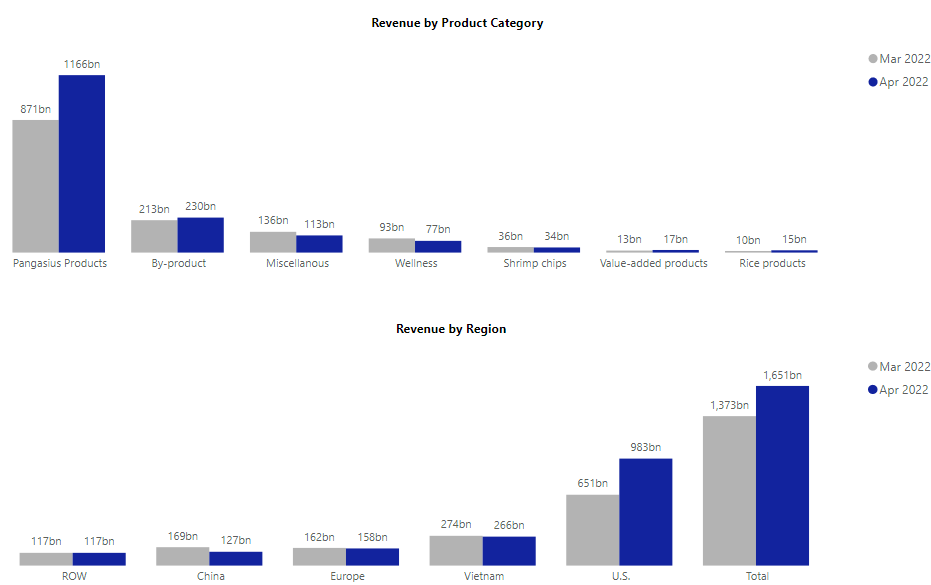 Revenue by Product Category
Mar 2022
Apr 2022
1166bn
871bn
213bn 230bn
136bn 113bn
93bn 77bn
36bn 34bn
13bn 17bn
10bn 15bn
Pangasius Products By-product Miscellanous Wellness Shrimp chips Value-added products Rice products
Revenue by Region
Mar 2022
Apr 2022
117bn 117bn
169bn 127bn
162bn 158bn
274bn 266bn
651bn 983bn
1,373bn 1,651bn
ROW China Europe Vietnam U.S. Total